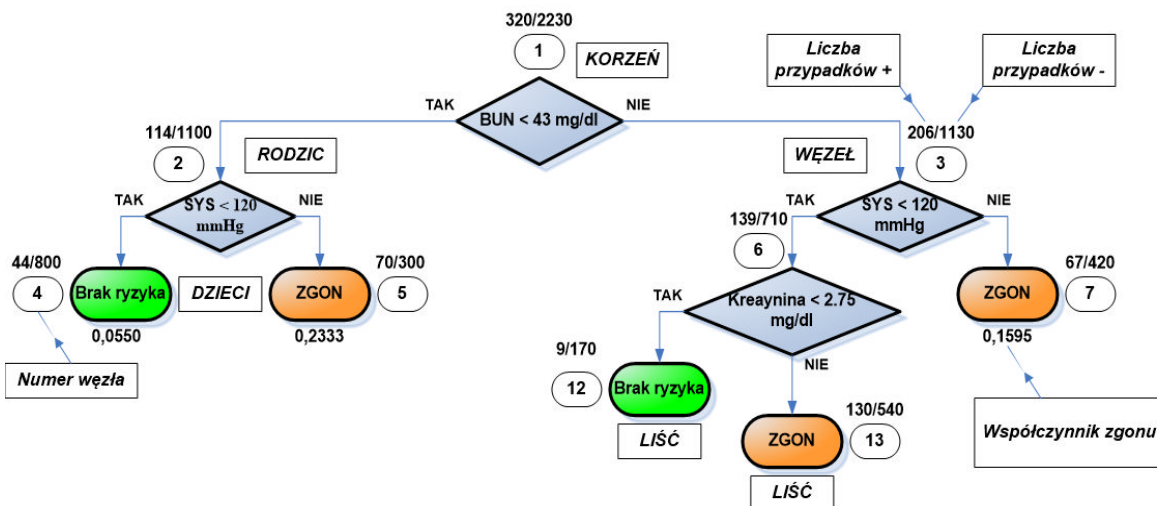 320/2230
1
KORZEŃ
Liczba
przypadków +
Liczba
przypadków -
TAK
BUN < 43 mg/dl
NIE
114/1100
2
RODZIC
206/1130
WĘZEŁ
3
TAK
SYS < 120
mmHg
NIE
TAK
SYS < 120
mmHg
NIE
139/710
6
44/800
4
Brak ryzyka
DZIECI
ZGON
70/300
5
67/420
ZGON
7
0,0550
0,2333
0,1595
TAK
Kreaynina < 2.75
mg/dl
NIE
Numer węzła
9/170
12
Brak ryzyka
LIŚĆ
130/540
ZGON
13
LIŚĆ
Współczynnik zgonu